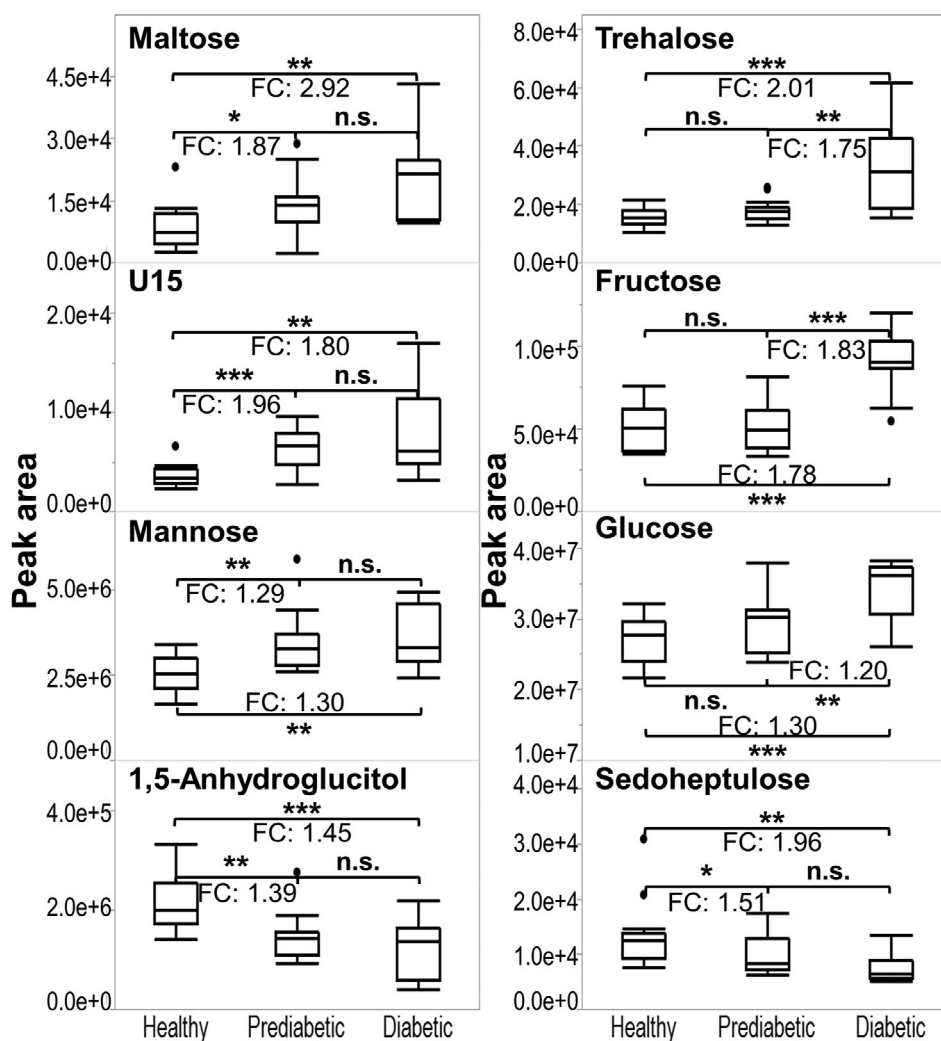 Peak area
Maltose
4.5e+4
3.0e+4
1.5e+4
0.0e+0
**
FC: 2.92
*
n.s.
FC: 1.87
U15
2.0e+4
1.0e+4
0.0e+0
**
FC: 1.80
***
n.s.
FC: 1.96
Mannose
5.0e+6
2.5e+6
0.0e+0
**
n.s.
FC: 1.29
FC: 1.30
**
1,5-Anhydroglucitol
4.0e+5
2.0e+6
0.0e+0
***
FC: 1.45
**
n.s.
FC: 1.39
Healthy Prediabetic Diabetic
Peak area
Trehalose
8.0e+4
6.0e+4
4.0e+4
2.0e+4
0.0e+0
***
FC: 2.01
n.s.
**
FC: 1.75
Fructose
1.0e+5
5.0e+4
0.0e+0
n.s.
***
FC: 1.83
FC: 1.78
***
Glucose
4.0e+7
3.0e+7
2.0e+7
1.0e+7
FC: 1.20
n.s.
**
FC: 1.30
***
Sedoheptulose
4.0e+4
3.0e+4
2.0e+4
1.0e+4
0.0e+0
**
FC: 1.96
*
n.s.
FC: 1.51
Healthy Prediabetic Diabetic